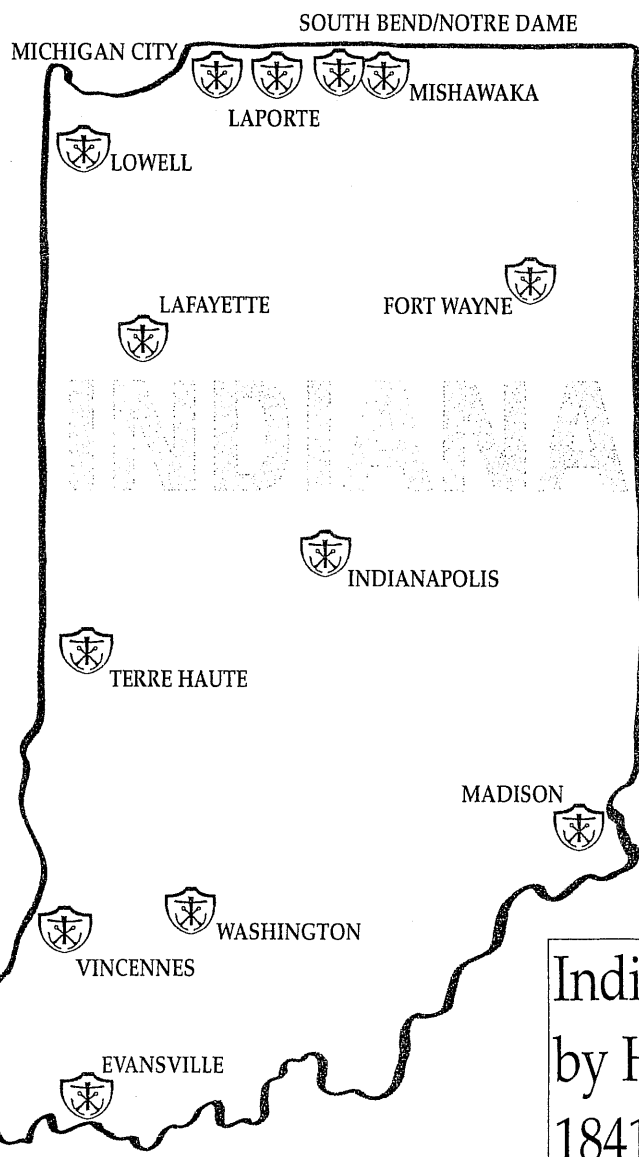 SOUTH BEND/NOTRE DAME
MICHIGAN CITY
MISHAWAKA
LAPORTE
LOWELL
LAFAYETTE
FORT WAYNE
INDIANA
INDIANAPOLIS
TERRE HAUTE
MADISON
WASHINGTON
VINCENNES
EVANSVILLE
Indi
by H
1841